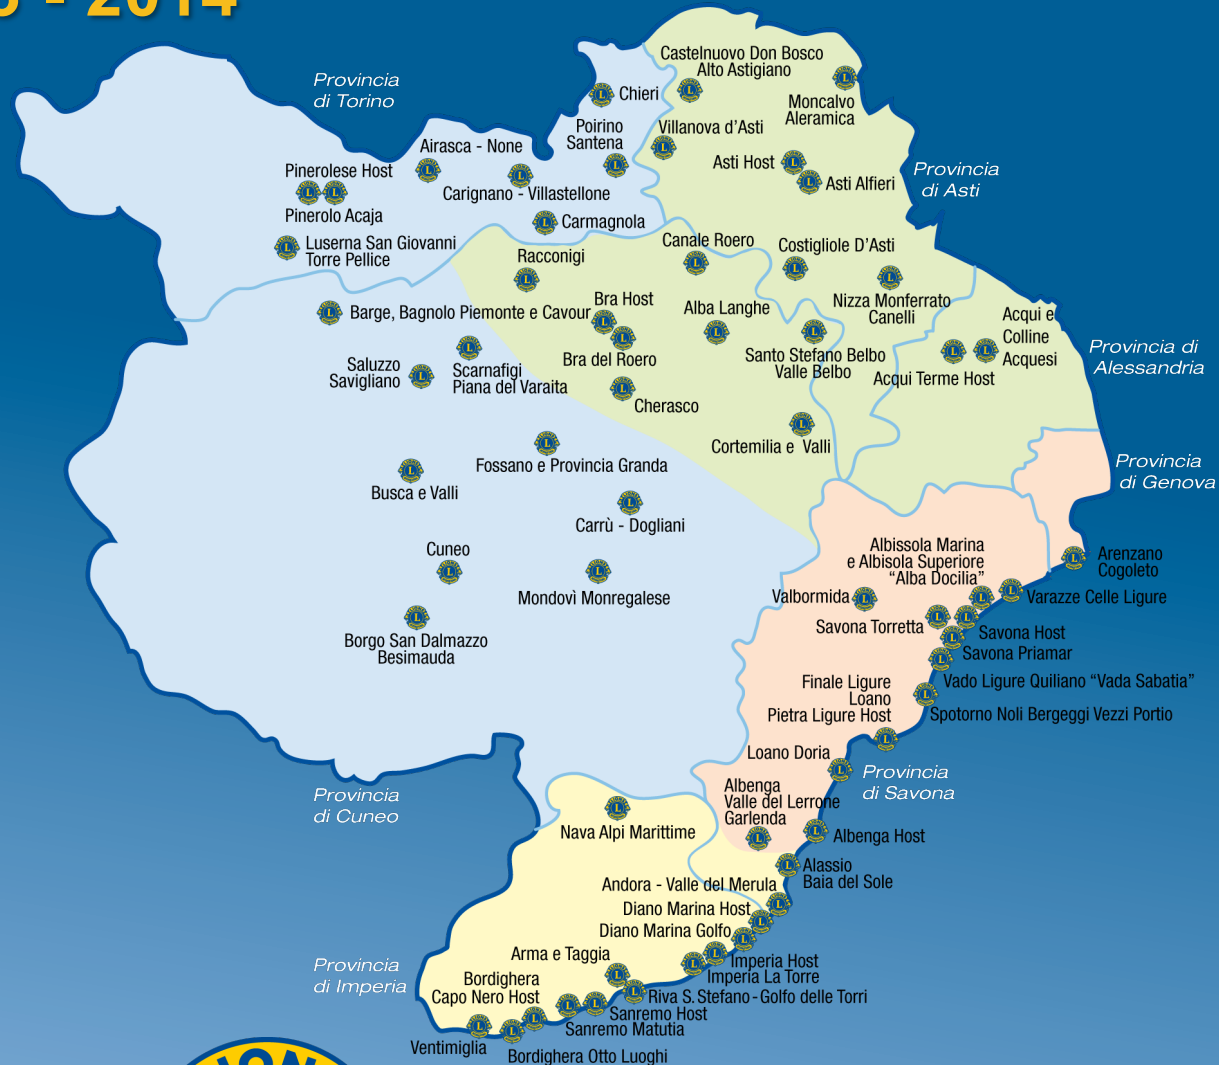 - 2014
Provincia
di Torino
Castelnuovo Don Bosco
Alto Astigiano
Moncalvo
Aleramica
Chieri
Poirino
Santena
Villanova d'Asti
Airasca - None
Asti Host
Asti Alfieri
Provincia
di Asti
Pinerolese Host
Carignano - Villastellone
Pinerolo Acaja
Carmagnola
Luserna San Giovanni
Torre Pellice
Canale Roero
Costigliole D'Asti
Racconigi
Nizza Monferrato
Canelli
Barge, Bagnolo Piemonte e Cavour
Bra Host
Alba Langhe
Acqui e
Colline
Acquesi
Bra del Roero
Santo Stefano Belbo
Valle Belbo
Acqui Terme Host
Provincia di
Alessandria
Saluzzo
Savigliano
Scarnafigi
Piana del Varaita
Cherasco
Cortemilia e Valli
Fossano e Provincia Granda
Busca e Valli
Provincia
di Genova
Carrù - Dogliani
Cuneo
Albissola Marina
e Albisola Superiore
“Alba Docilia”
Arenzano
Cogoleto
Mondovì Monregalese
Valbormida
Varazze Celle Ligure
Borgo San Dalmazzo
Besimauda
Savona Torretta
Savona Host
Savona Priamar
Finale Ligure
Loano
Pietra Ligure Host
Vado Ligure Quiliano “Vada Sabatia”
Spotorno Noli Bergeggi Vezzi Portio
Loano Doria
Provincia
di Savona
Provincia
di Cuneo
Albenga
Valle del Lerrone
Garlenda
Nava Alpi Marittime
Albenga Host
Alassio
Baia del Sole
Andora - Valle del Merula
Diano Marina Host
Diano Marina Golfo
Arma e Taggia
Imperia Host
Imperia La Torre
Provincia
di Imperia
Bordighera
Capo Nero Host
Riva S. Stefano - Golfo delle Torri
Sanremo Host
Sanremo Matutia
Ventimiglia
Bordighera Otto Luoghi
ION